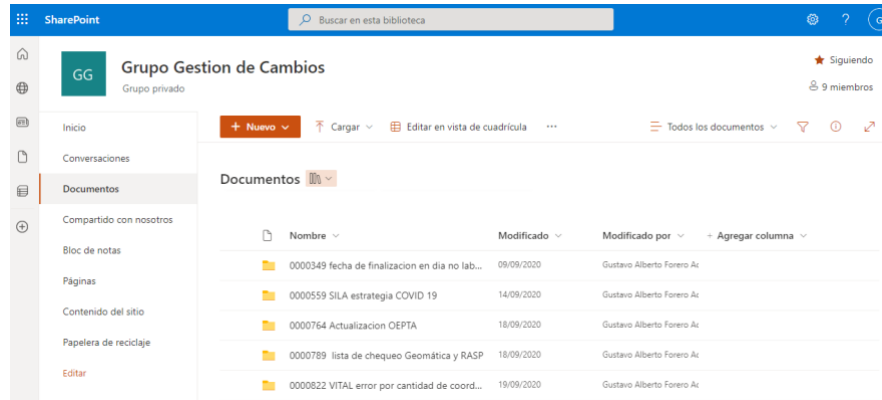 SharePoint
Buscar en esta biblioteca
?
G
GG
Grupo Gestion de Cambios
Grupo privado
Siguiendo
9 miembros
Inicio
Conversaciones
Documentos
Compartido con nosotros
Bloc de notas
Páginas
Contenido del sitio
Papelera de reciclaje
Editar
+ Nuevo
Cargar
Editar en vista de cuadrícula
...
Todos los documentos
Documentos
Nombre Modificado Modificado por + Agregar columna
0000349 fecha de finalizacion en dia no lab... 09/09/2020 Gustavo Alberto Forero Ac
0000559 SILA estrategia COVID 19 14/09/2020 Gustavo Alberto Forero Ac
0000764 Actualizacion OEPTA 18/09/2020 Gustavo Alberto Forero Ac
0000789 lista de chequeo Geomática y RASP 18/09/2020 Gustavo Alberto Forero Ac
0000822 VITAL error por cantidad de coord... 19/09/2020 Gustavo Alberto Forero Ac